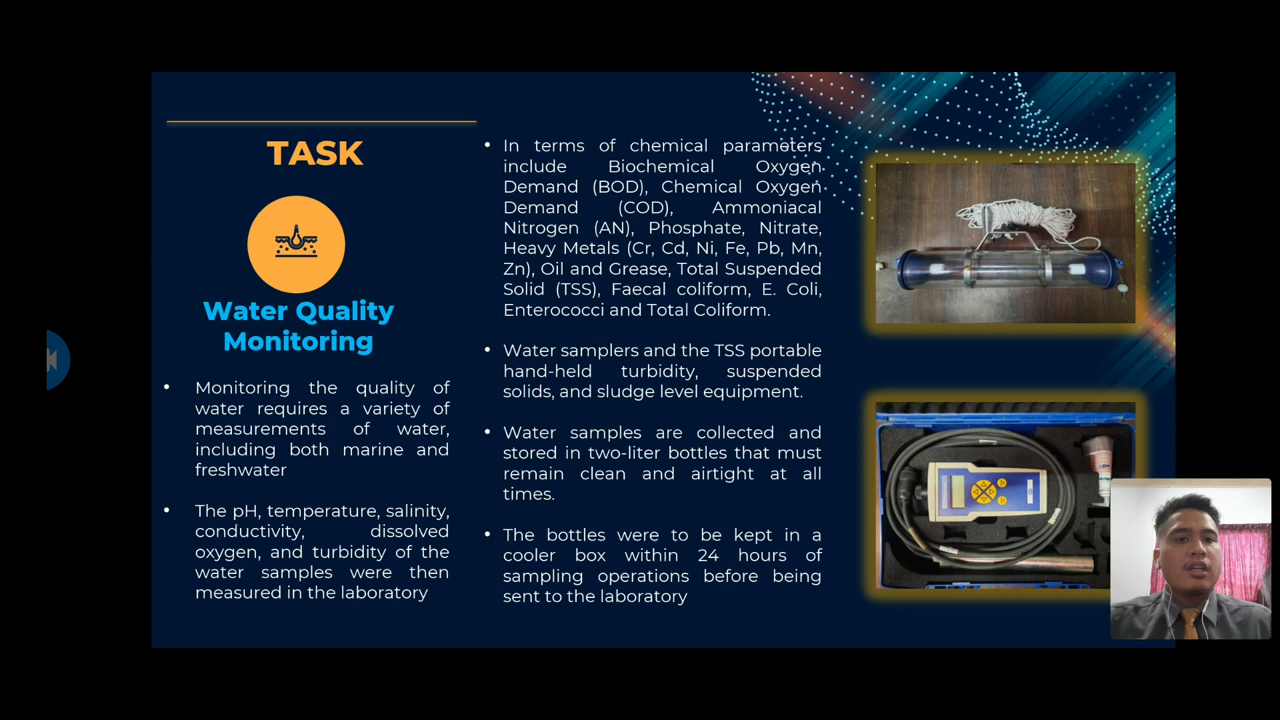 TASK
Water Quality
Monitoring
• Monitoring the quality of
water requires a variety of
measurements of water,
including both marine and
freshwater
• The pH, temperature, salinity,
conductivity, dissolved
oxygen, and turbidity of the
water samples were then
measured in the laboratory
• In terms of chemical parameters
include Biochemical Oxygen
Demand (BOD), Chemical Oxygen
Demand (COD), Ammoniacal
Nitrogen (AN), Phosphate, Nitrate,
Heavy Metals (Cr, Cd, Ni, Fe, Pb, Mn,
Zn), Oil and Grease, Total Suspended
Solid (TSS), Faecal coliform, E. Coli,
Enterococci and Total Coliform.
• Water samplers and the TSS portable
hand-held turbidity, suspended
solids, and sludge level equipment.
• Water samples are collected and
stored in two-liter bottles that must
remain clean and airtight at all
times.
• The bottles were to be kept in a
cooler box within 24 hours of
sampling operations before being
sent to the laboratory